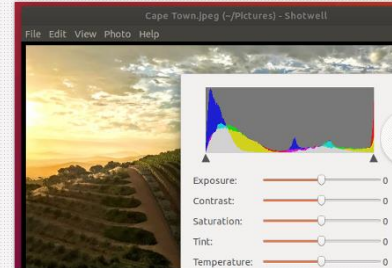 Cape Town.jpeg (~/Pictures) - Shotwell
File Edit View Photo Help
Exposure: 0
Contrast: 0
Saturation: 0
Tint: 0
Temperature: 0